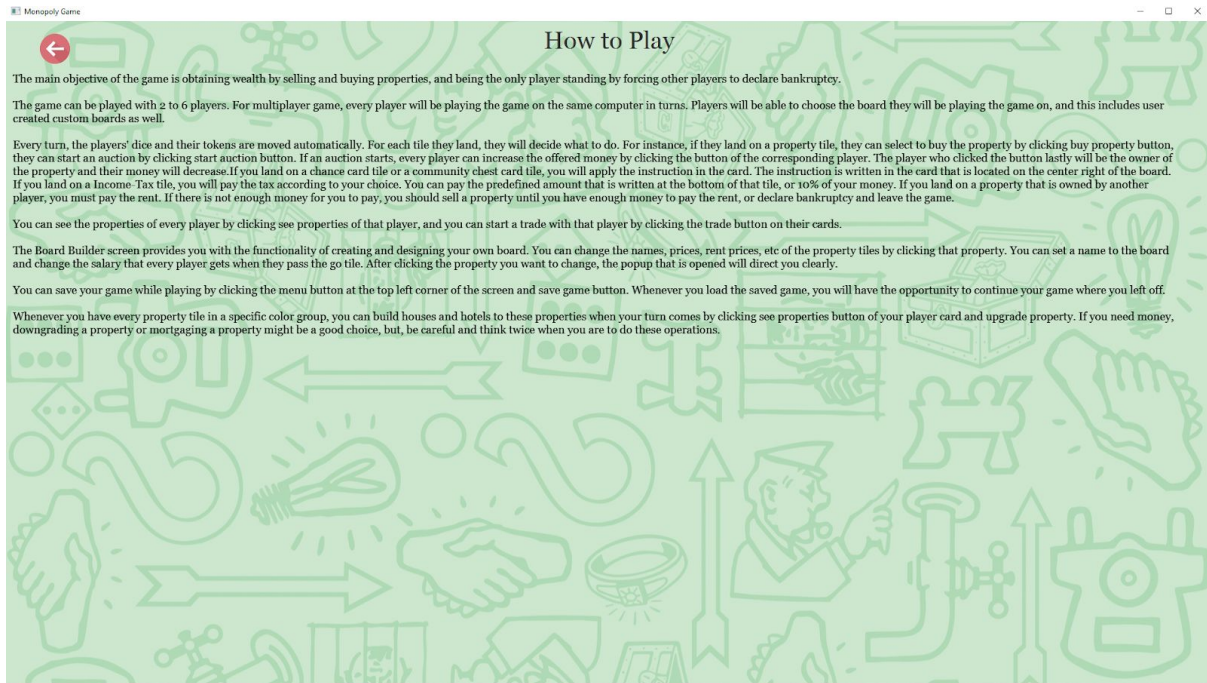 Monopoly Game
How to Play
The main objective of the game is obtaining wealth by selling and buying properties, and being the only player standing by forcing other players to declare bankruptcy.
The game can be played with 2 to 6 players. For multiplayer game, every player will be playing the game on the same computer in turns. Players will be able to choose the board they will be playing the game on, and this includes user
created custom boards as well.
Every turn, the players' dice and their tokens are moved automatically. For each tile they land, they will decide what to do. For instance, if they land on a property tile, they can select to buy the property by clicking buy property button,
they can start an auction by clicking start auction button. If an auction starts, every player can increase the offered money by clicking the button of the corresponding player. The player who clicked the button lastly will be the owner of
the property and their money will decrease.If you land on a chance card tile or a community chest card tile, you will apply the instruction in the card. The instruction is written in the card that is located on the center right of the board.
If you land on a Income-Tax tile, you will pay the tax according to your choice. You can pay the predefined amount that is written at the bottom of that tile, or 10% of your money. If you land on a property that is owned by another
player, you must pay the rent. If there is not enough money for you to pay, you should sell a property until you have enough money to pay the rent, or declare bankruptcy and leave the game.
You can see the properties of every player by clicking see properties of that player, and you can start a trade with that player by clicking the trade button on their cards.
The Board Builder screen provides you with the functionality of creating and designing your own board. You can change the names, prices, rent prices, etc of the property tiles by clicking that property. You can set a name to the board
and change the salary that every player gets when they pass the go tile. After clicking the property you want to change, the popup that is opened will direct you clearly.
You can save your game while playing by clicking the menu button at the top left corner of the screen and save game button. Whenever you load the saved game, you will have the opportunity to continue your game where you left off.
Whenever you have every property tile in a specific color group, you can build houses and hotels to these properties when your turn comes by clicking see properties button of your player card and upgrade property. If you need money,
downgrading a property or mortgaging a property might be a good choice, but, be careful and think twice when you are to do these operations.